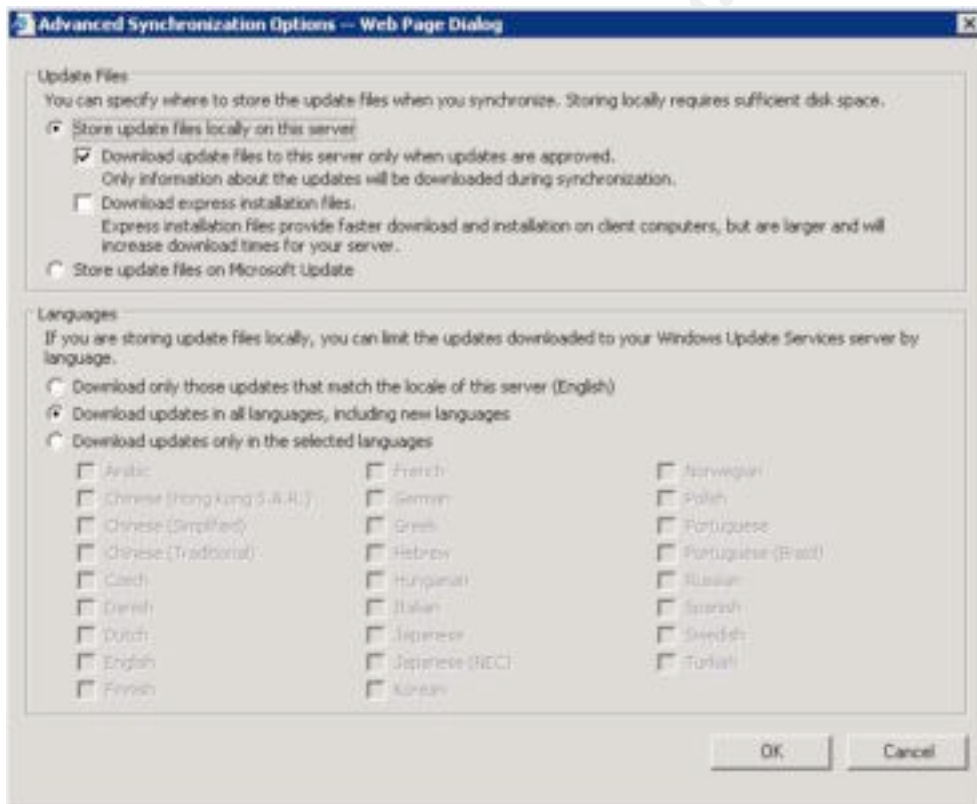 Advanced Synchronization Options -- Web Page Dialog
Update Files
You can specify where to store the update files when you synchronize. Storing locally requires sufficient disk space.
Store update files locally on this server
Download update files to this server only when updates are approved.
Only information about the updates will be downloaded during synchronization.
Download express installation files.
Express installation files provide faster download and installation on client computers, but are larger and will
increase download times for your server.
Store update files on Microsoft Update
Languages
If you are storing update files locally, you can limit the updates downloaded to your Windows Update Services server by
language.
Download only those updates that match the locale of this server (English)
Download updates in all languages, including new languages
Download updates only in the selected languages
Arabic French Norwegian
Chinese (Hong Kong S.A.R.) German Polish
Chinese (Simplified) Greek Portuguese
Chinese (Traditional) Hebrew Portuguese (Brazil)
Czech Hungarian Russian
Danish Italian Spanish
Dutch Japanese Swedish
English Japanese (NEC) Turkish
Finnish Korean
OK Cancel